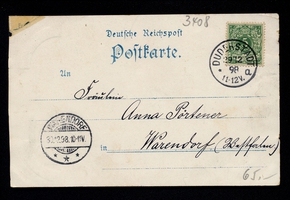 3408
Deutsche Reichspost
Postkarte.
An
Fräulein
Anna Pörtener
in
Warendorf (Westfalen)
65.-